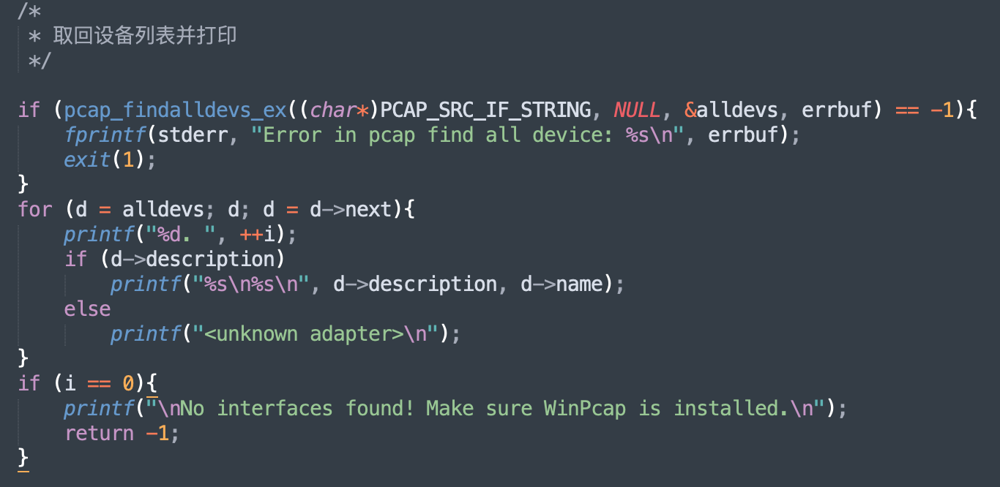 /*
 * 取回设备列表并打印
 */
if (pcap_findalldevs_ex((char*)PCAP_SRC_IF_STRING, NULL, &alldevs, errbuf) == -1){
    fprintf(stderr, "Error in pcap find all device: %s\n", errbuf);
    exit(1);
}
for (d = alldevs; d; d = d->next){
    printf("%d. ", ++i);
    if (d->description)
        printf("%s\n%s\n", d->description, d->name);
    else
        printf("<unknown adapter>\n");
}
if (i == 0){
    printf("\nNo interfaces found! Make sure WinPcap is installed.\n");
    return -1;
}